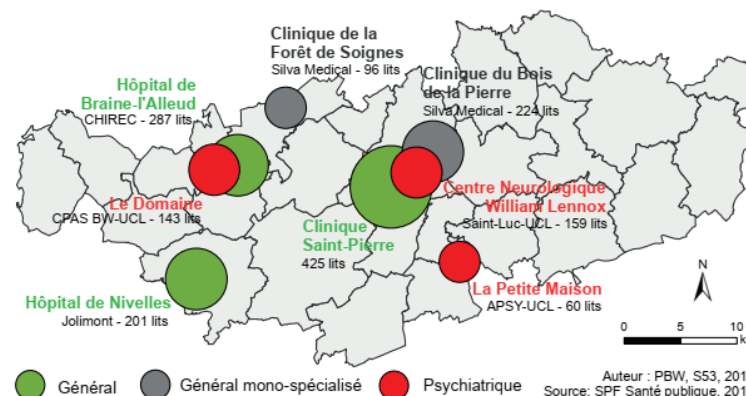 Clinique de la
Forêt de Soignes
Silva Medical - 96 lits
Hôpital de
Braine-l'Alleud
CHIREC - 287 lits
Clinique du Bois
de la Pierre
Silva Medical - 224 lits
Le Domaine
CPAS BW-UCL - 143 lits
Centre Neurologique
William Lennox
Saint-Luc-UCL - 159 lits
Clinique
Saint-Pierre
425 lits
Hôpital de Nivelles
Jolimont - 201 lits
La Petite Maison
APSY-UCL - 60 lits
N
0 5 10
Général
Général mono-spécialisé
Psychiatrique
Auteur : PBW, S53, 201
Source: SPF Santé publique, 201